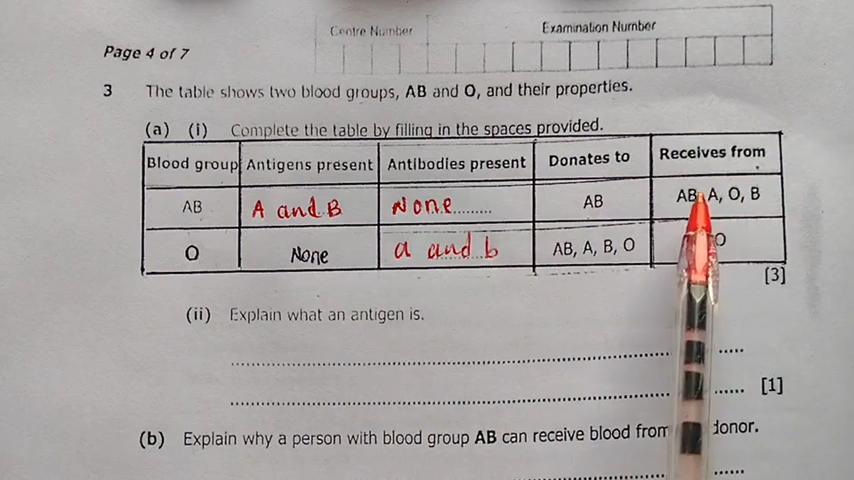 Centre Number Examination Number
Page 4 of 7
3 The table shows two blood groups, AB and O, and their properties.
(a) (i) Complete the table by filling in the spaces provided.
Blood group Antigens present Antibodies present Donates to Receives from
AB A and B None......... AB AB, A, O, B
O None a and b AB, A, B, O O
[3]
(ii) Explain what an antigen is.
[1]
(b) Explain why a person with blood group AB can receive blood from donor.